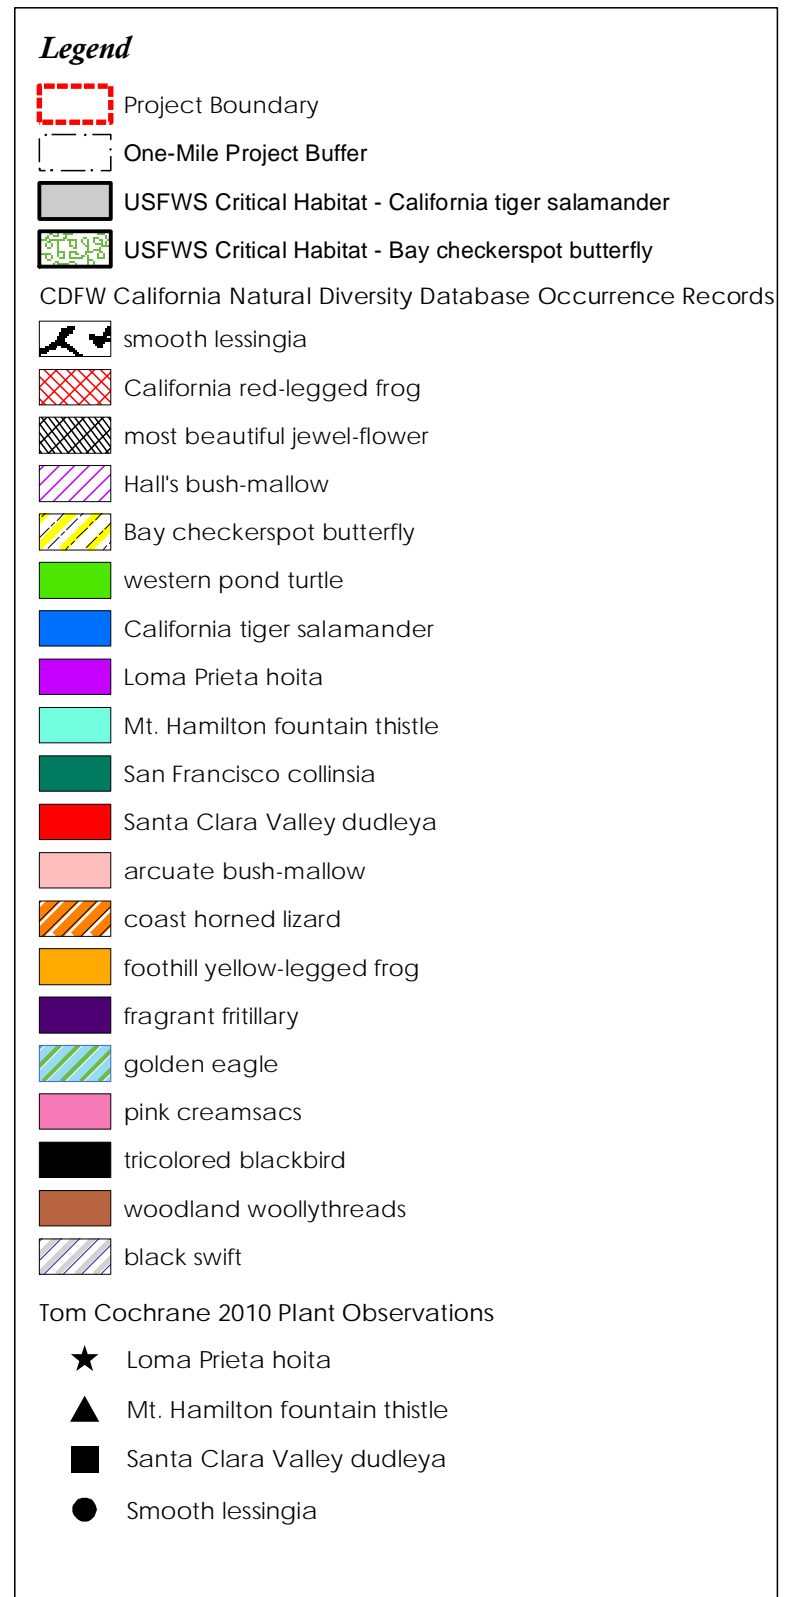 Legend
Project Boundary
One-Mile Project Buffer
USFWS Critical Habitat - California tiger salamander
USFWS Critical Habitat - Bay checkerspot butterfly
CDFW California Natural Diversity Database Occurrence Records
smooth lessingia
California red-legged frog
most beautiful jewel-flower
Hall's bush-mallow
Bay checkerspot butterfly
western pond turtle
California tiger salamander
Loma Prieta hoita
Mt. Hamilton fountain thistle
San Francisco collinsia
Santa Clara Valley dudleya
arcuate bush-mallow
coast horned lizard
foothill yellow-legged frog
fragrant fritillary
golden eagle
pink creamsacs
tricolored blackbird
woodland woollythreads
black swift
Tom Cochrane 2010 Plant Observations
Loma Prieta hoita
Mt. Hamilton fountain thistle
Santa Clara Valley dudleya
Smooth lessingia